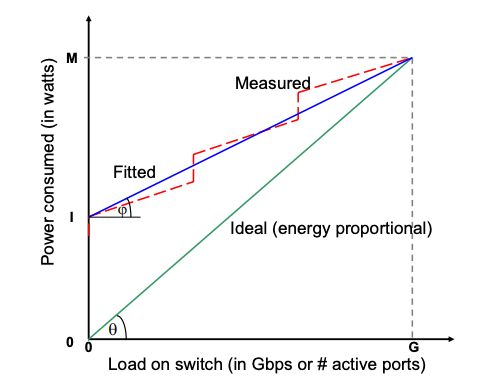 M
Measured
Fitted
Power consumed (in watts)
I
φ
Ideal (energy proportional)
θ
0
0
G
Load on switch (in Gbps or # active ports)